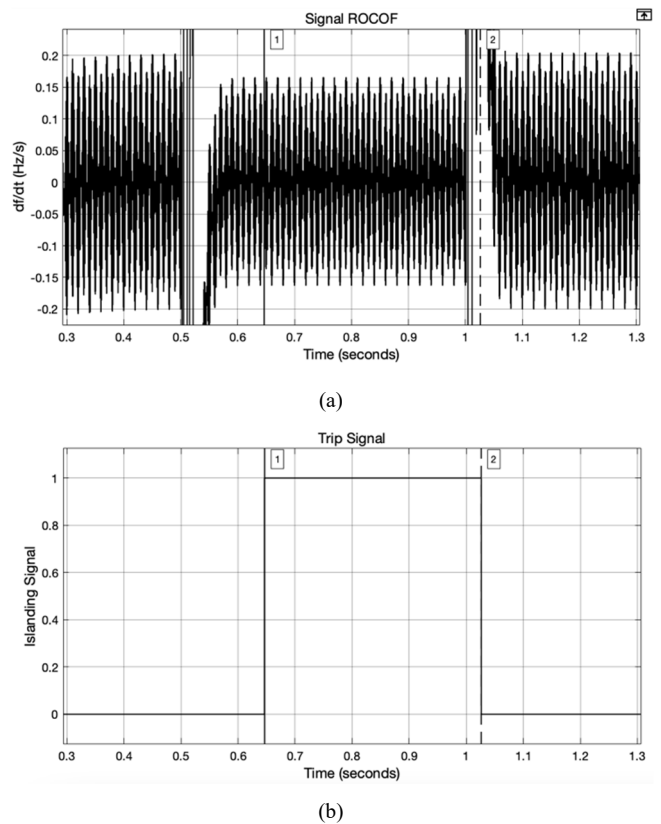 Signal ROCOF
1
2
0.2
0.15
0.1
0.05
0
-0.05
-0.1
-0.15
-0.2
df/dt (Hz/s)
0.3 0.4 0.5 0.6 0.7 0.8 0.9 1 1.1 1.2 1.3
Time (seconds)
(a)
Trip Signal
1
2
1
0.8
0.6
0.4
0.2
0
Islanding Signal
0.3 0.4 0.5 0.6 0.7 0.8 0.9 1 1.1 1.2 1.3
Time (seconds)
(b)